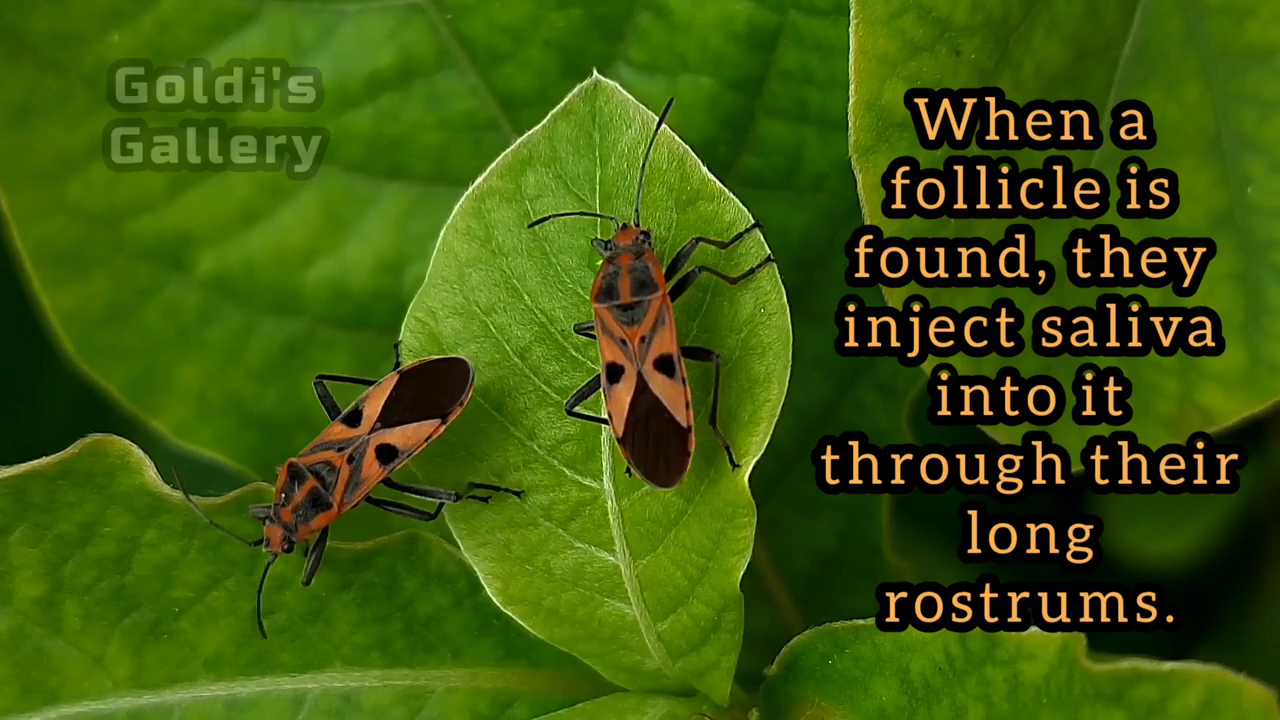 Goldi's
Gallery
When a
follicle is
found, they
inject saliva
into it
through their
long
rostrums.